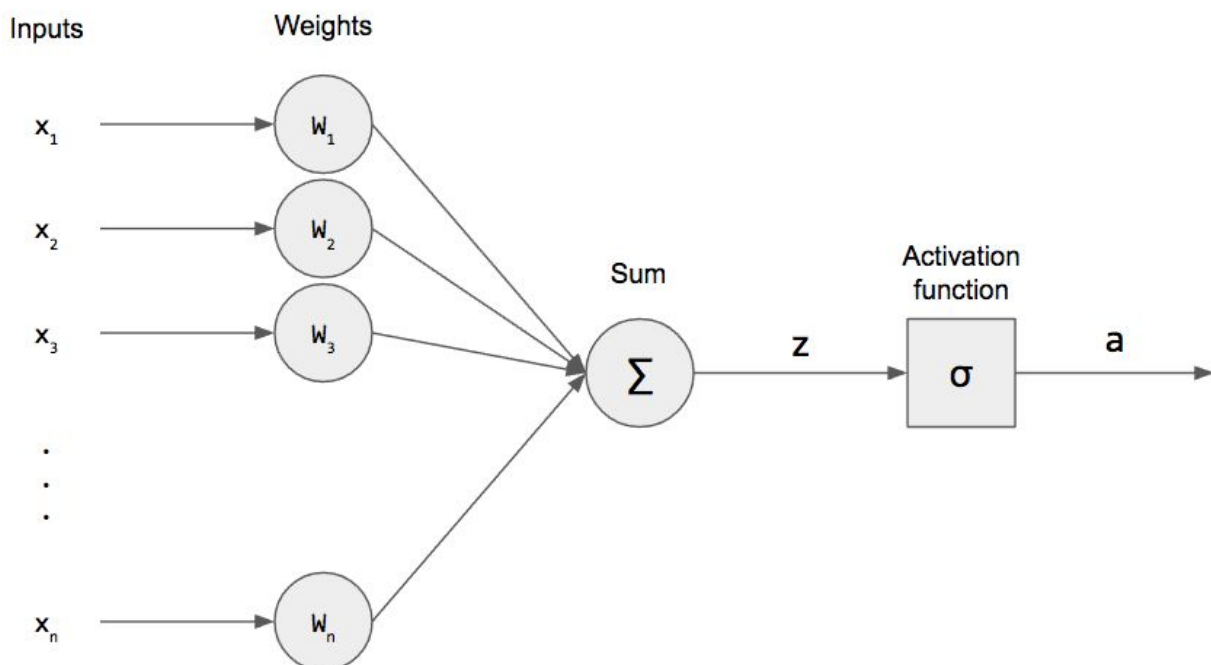 Inputs
Weights
x₁
W₁
x₂
W₂
x₃
W₃
.
.
.
xₙ
Wₙ
Sum
Σ
z
Activation
function
σ
a